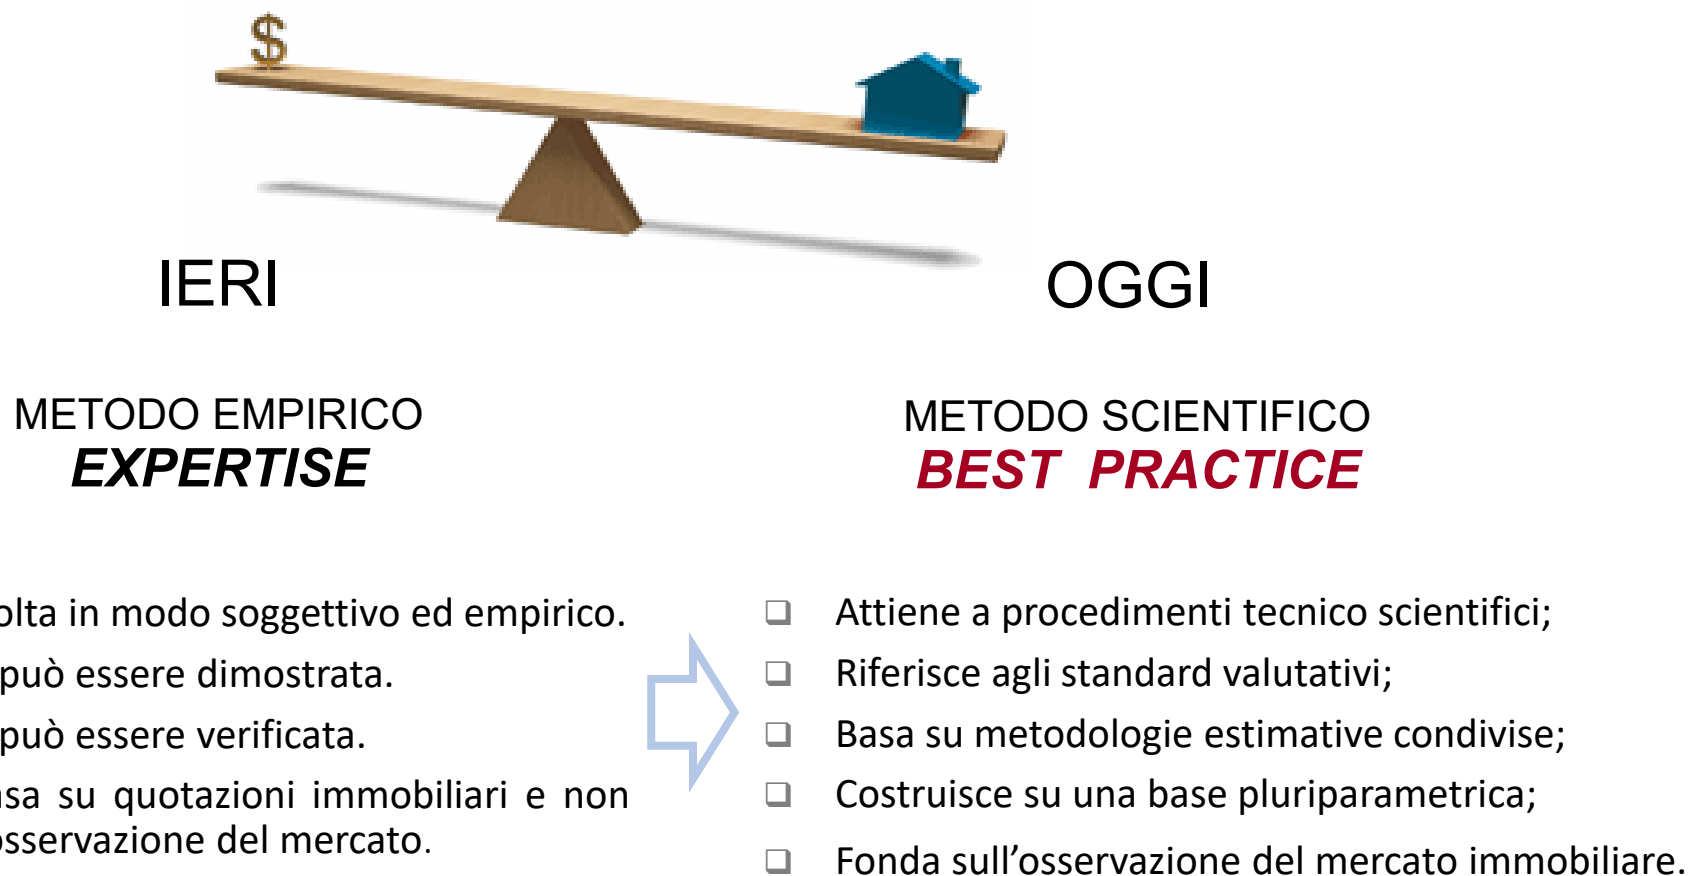 $
IERI
OGGI
METODO EMPIRICO
EXPERTISE
METODO SCIENTIFICO
BEST PRACTICE
olta in modo soggettivo ed empirico.
può essere dimostrata.
può essere verificata.
su quotazioni immobiliari e non
osservazione del mercato.
Attiene a procedimenti tecnico scientifici;
Riferisce agli standard valutativi;
Basa su metodologie estimative condivise;
Costruisce su una base pluriparametrica;
Fonda sull’osservazione del mercato immobiliare.